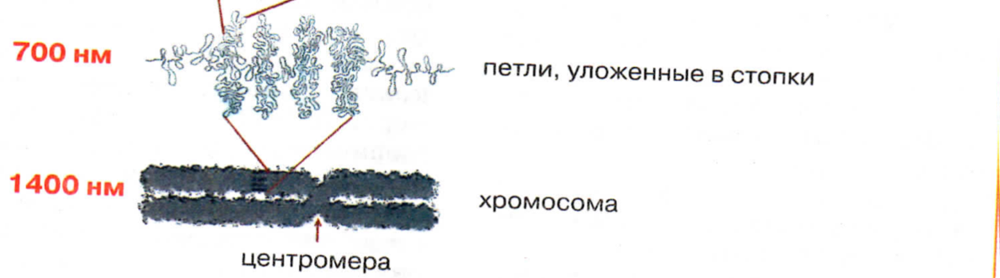 700 нм
петли, уложенные в стопки
1400 нм
хромосома
центромера